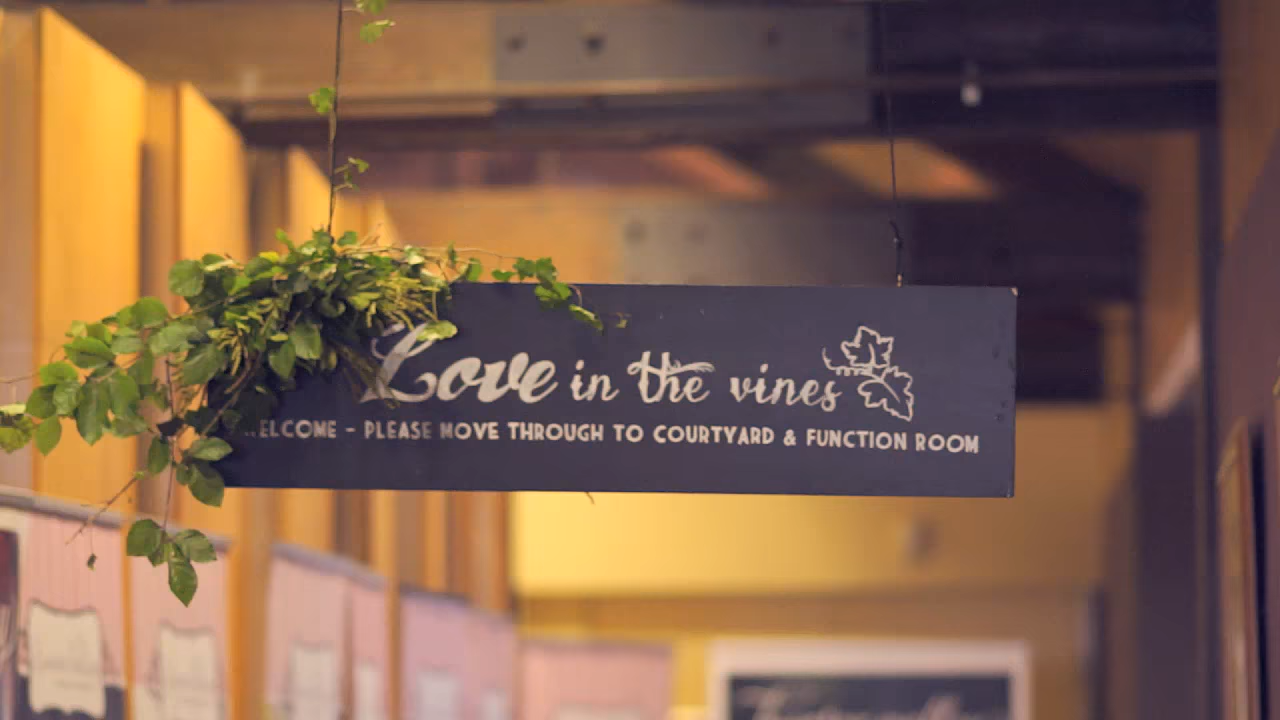 Love in the vines
WELCOME - PLEASE MOVE THROUGH TO COURTYARD & FUNCTION ROOM